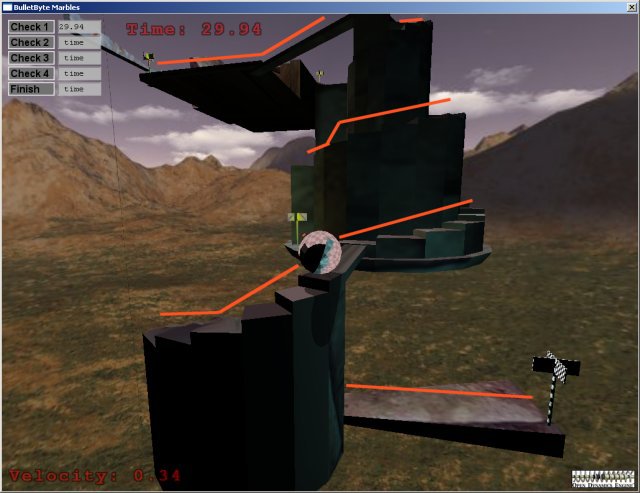 BulletByte Marbles
Check 1 29.94
Time: 29.94
Check 2 time
Check 3 time
Check 4 time
Finish time
Velocity: 0.34